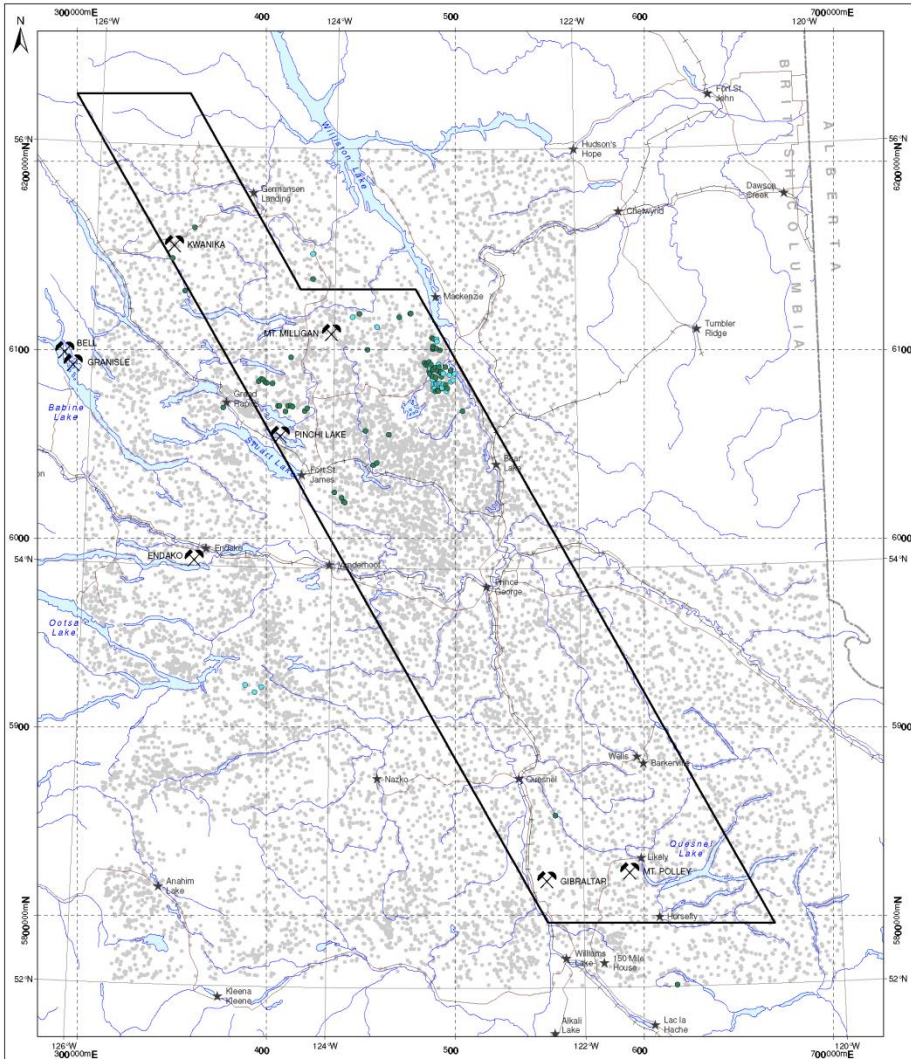 300000mE
400
500
600
700000mE
126°W
124°W
122°W
120°W
N
BRITISH COLUMBIA
ALBERTA
Fort St
John
56°N
6200000mN
Williston Lake
Hudson's
Hope
Germansen
Landing
Dawson
Creek
Chetwynd
KWANIKA
Mackenzie
MT. MILLIGAN
Tumbler
Ridge
6100
BELL
GRANISLE
Babine
Lake
Grand
Rapids
PINCHI LAKE
Stuart Lake
Fort St
James
Bear
Lake
on
6000
54°N
ENDAKO
Endako
Vanderhoof
Prince
George
Ootsa
Lake
5900
Wells
Barkerville
Nazko
Quesnel
Quesnel
Lake
Likely
MT. POLLEY
GIBRALTAR
Anahim
Lake
5800000mN
Horsefly
Williams
Lake
150 Mile
House
52°N
Kleena
Kleene
Alkali
Lake
Lac la
Hache
126°W
124°W
122°W
120°W
300000mE
400
500
600
700000mE